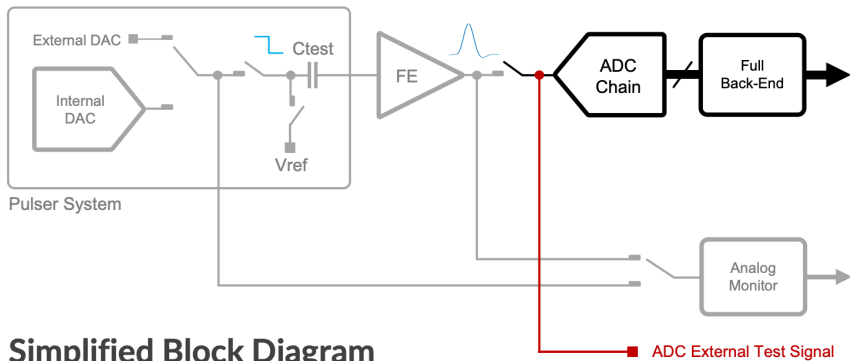 External DAC
Ctest
Internal
DAC
Vref
FE
ADC
Chain
Full
Back-End
Pulser System
Analog
Monitor
Simplified Block Diagram
ADC External Test Signal